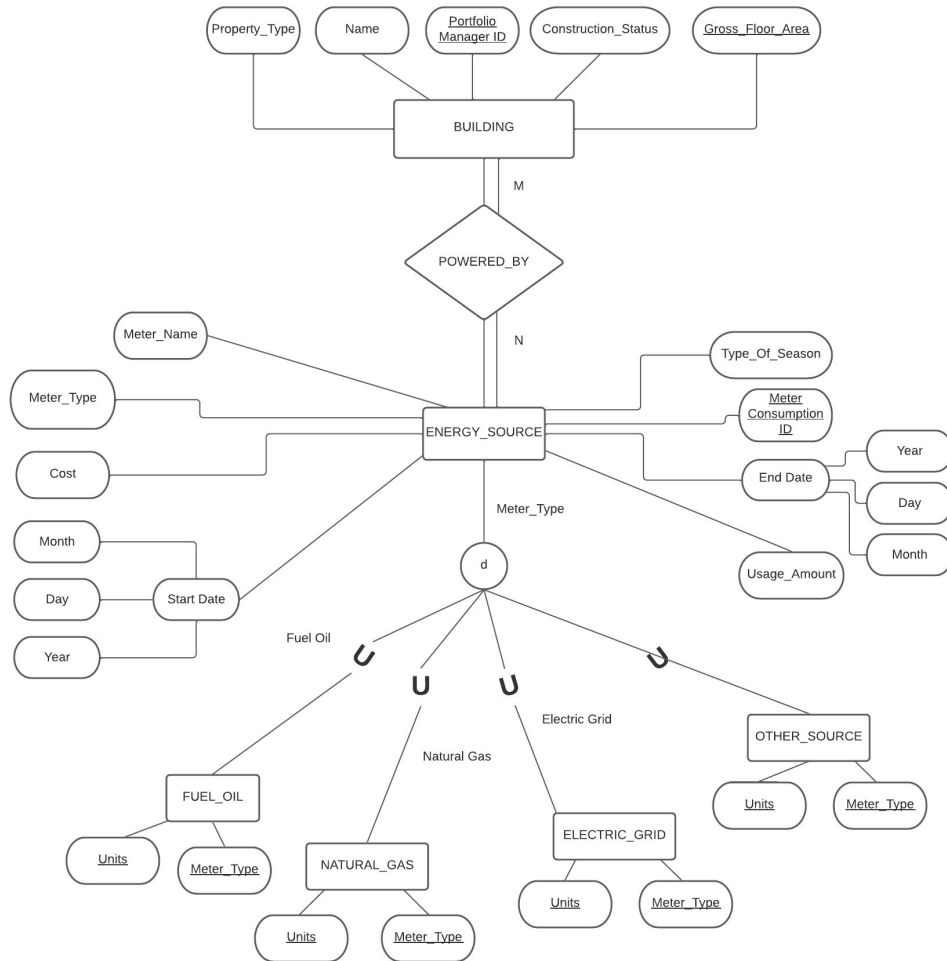 Property_Type
Name
Portfolio
Manager ID
Construction_Status
Gross_Floor_Area
BUILDING
M
POWERED_BY
N
Meter_Name
Type_Of_Season
Meter_Type
Meter
Consumption
ID
ENERGY_SOURCE
Cost
End Date
Year
Day
Month
Meter_Type
Month
Day
Year
Start Date
d
Usage_Amount
Fuel Oil
U
U
U
U
Natural Gas
Electric Grid
OTHER_SOURCE
Units
Meter_Type
FUEL_OIL
Units
Meter_Type
NATURAL_GAS
Units
Meter_Type
ELECTRIC_GRID
Units
Meter_Type